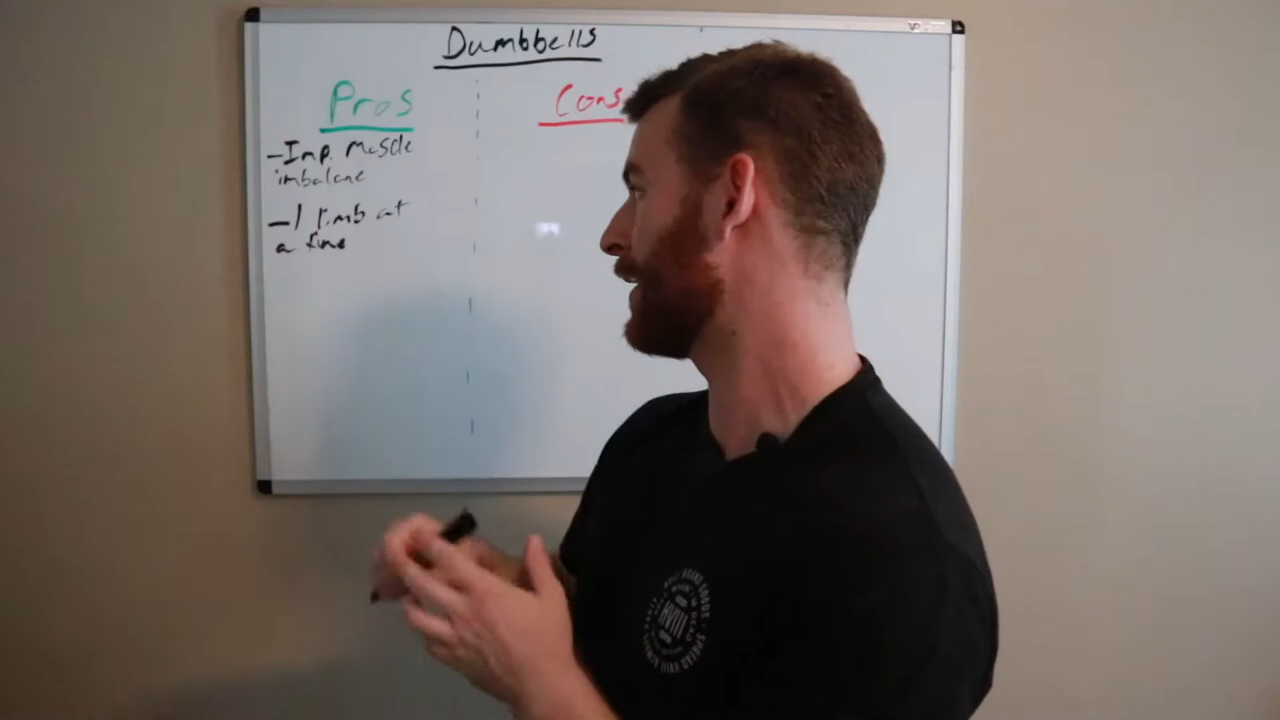 Dumbbells
Pros
Cons
-Imp. Muscle
imbalance
-1 limb at
a time